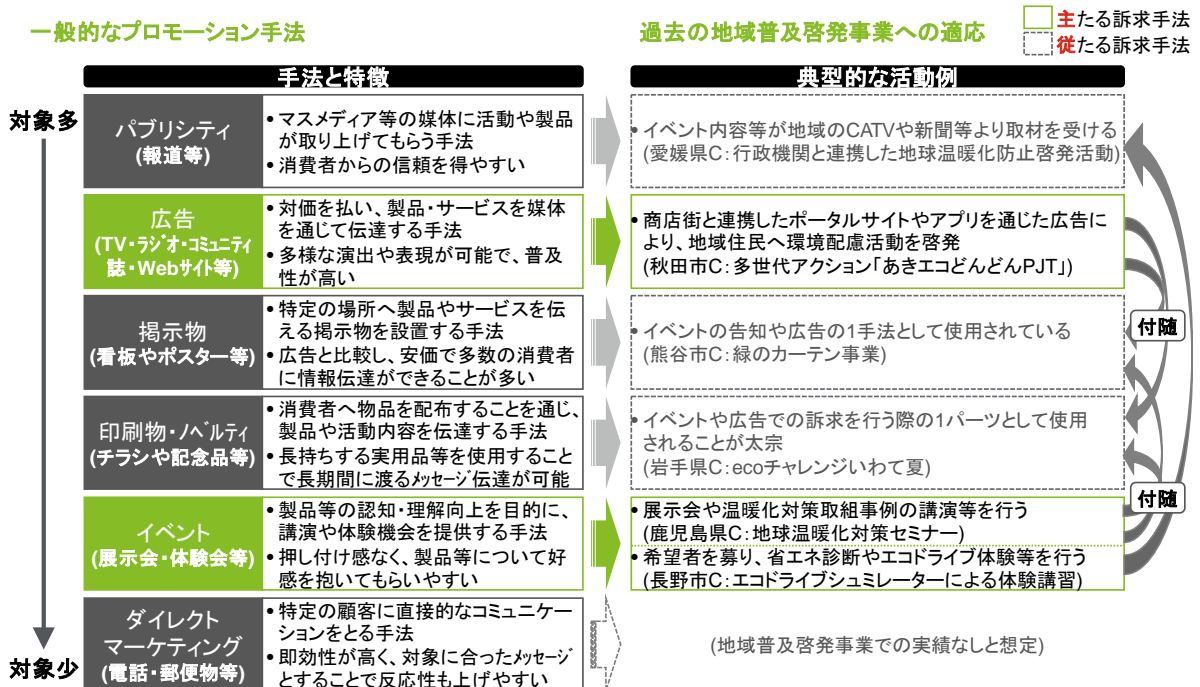 一般的なプロモーション手法
過去の地域普及啓発事業への適応
主たる訴求手法
従たる訴求手法
手法と特徴
典型的な活動例
対象多
パブリシティ
(報道等)
•マスメディア等の媒体に活動や製品
が取り上げてもらう手法
•消費者からの信頼を得やすい
•イベント内容等が地域のCATVや新聞等より取材を受ける
(愛媛県C:行政機関と連携した地球温暖化防止啓発活動)
広告
(TV・ラジオ・コミュニティ
誌・Webサイト等)
•対価を払い、製品・サービスを媒体
を通じて伝達する手法
•多様な演出や表現が可能で、普及
性が高い
•商店街と連携したポータルサイトやアプリを通じた広告に
より、地域住民へ環境配慮活動を啓発
(秋田市C:多世代アクション「あきエコどんどんPJT」)
掲示物
(看板やポスター等)
•特定の場所へ製品やサービスを伝
える掲示物を設置する手法
•広告と比較し、安価で多数の消費者
に情報伝達ができることが多い
•イベントの告知や広告の1手法として使用されている
(熊谷市C:緑のカーテン事業)
付随
印刷物・ノベルティ
(チラシや記念品等)
•消費者へ物品を配布することを通じ、
製品や活動内容を伝達する手法
•長持ちする実用品等を使用すること
で長期間に渡るメッセージ伝達が可能
•イベントや広告での訴求を行う際の1パーツとして使用
されることが太宗
(岩手県C:ecoチャレンジいわて夏)
付随
イベント
(展示会・体験会等)
•製品等の認知・理解向上を目的に、
講演や体験機会を提供する手法
•押し付け感なく、製品等について好
感を抱いてもらいやすい
•展示会や温暖化対策取組事例の講演等を行う
(鹿児島県C:地球温暖化対策セミナー)
•希望者を募り、省エネ診断やエコドライブ体験等を行う
(長野市C:エコドライブシュミレーターによる体験講習)
ダイレクト
マーケティング
(電話・郵便物等)
•特定の顧客に直接的なコミュニケー
ションをとる手法
•即効性が高く、対象に合ったメッセージ
とすることで反応性も上げやすい
(地域普及啓発事業での実績なしと想定)
対象少